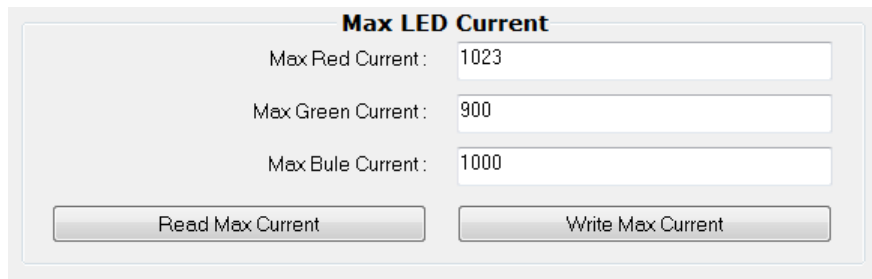 Max LED Current
Max Red Current: 1023
Max Green Current: 900
Max Bule Current: 1000
Read Max Current Write Max Current